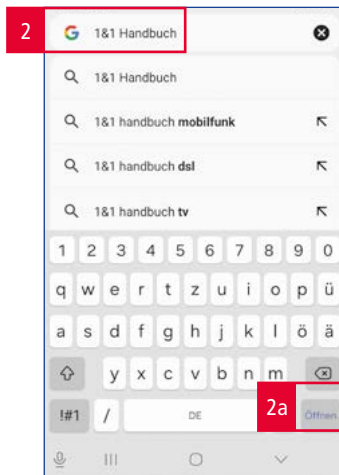 2
1&1 Handbuch
1&1 Handbuch
1&1 handbuch mobilfunk
1&1 handbuch dsl
1&1 handbuch tv
1 2 3 4 5 6 7 8 9 0
q w e r t z u i o p ü
a s d f g h j k l ö ä
y x c v b n m
2a
!#1 / DE Öffnen